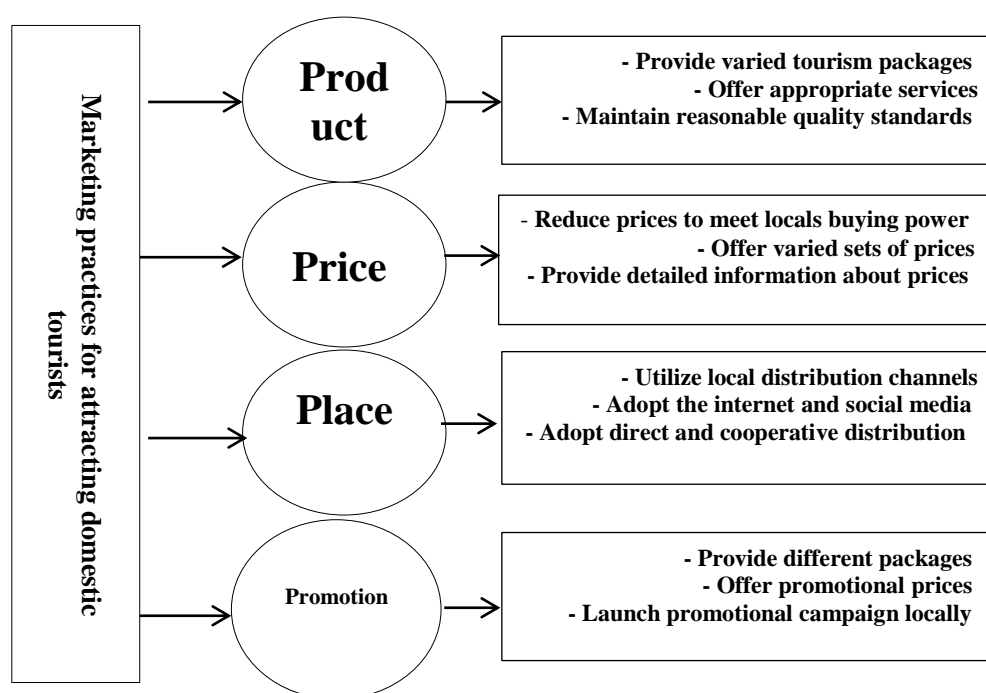 Marketing practices for attracting domestic
tourists
Prod
uct
- Provide varied tourism packages
- Offer appropriate services
- Maintain reasonable quality standards
Price
- Reduce prices to meet locals buying power
- Offer varied sets of prices
- Provide detailed information about prices
Place
- Utilize local distribution channels
- Adopt the internet and social media
- Adopt direct and cooperative distribution
Promotion
- Provide different packages
- Offer promotional prices
- Launch promotional campaign locally